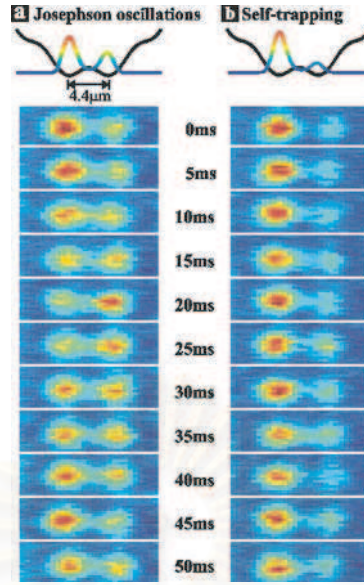 a Josephson oscillations
b Self-trapping
4.4μm
0ms
5ms
10ms
15ms
20ms
25ms
30ms
35ms
40ms
45ms
50ms